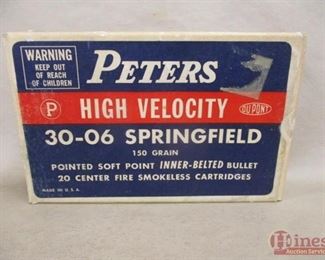 WARNING
KEEP OUT
OF REACH
OF CHILDREN
PETERS
P
HIGH VELOCITY
DU PONT
30-06 SPRINGFIELD
150 GRAIN
POINTED SOFT POINT INNER-BELTED BULLET
20 CENTER FIRE SMOKELESS CARTRIDGES
MADE IN U.S.A.
Hines
Auction Service